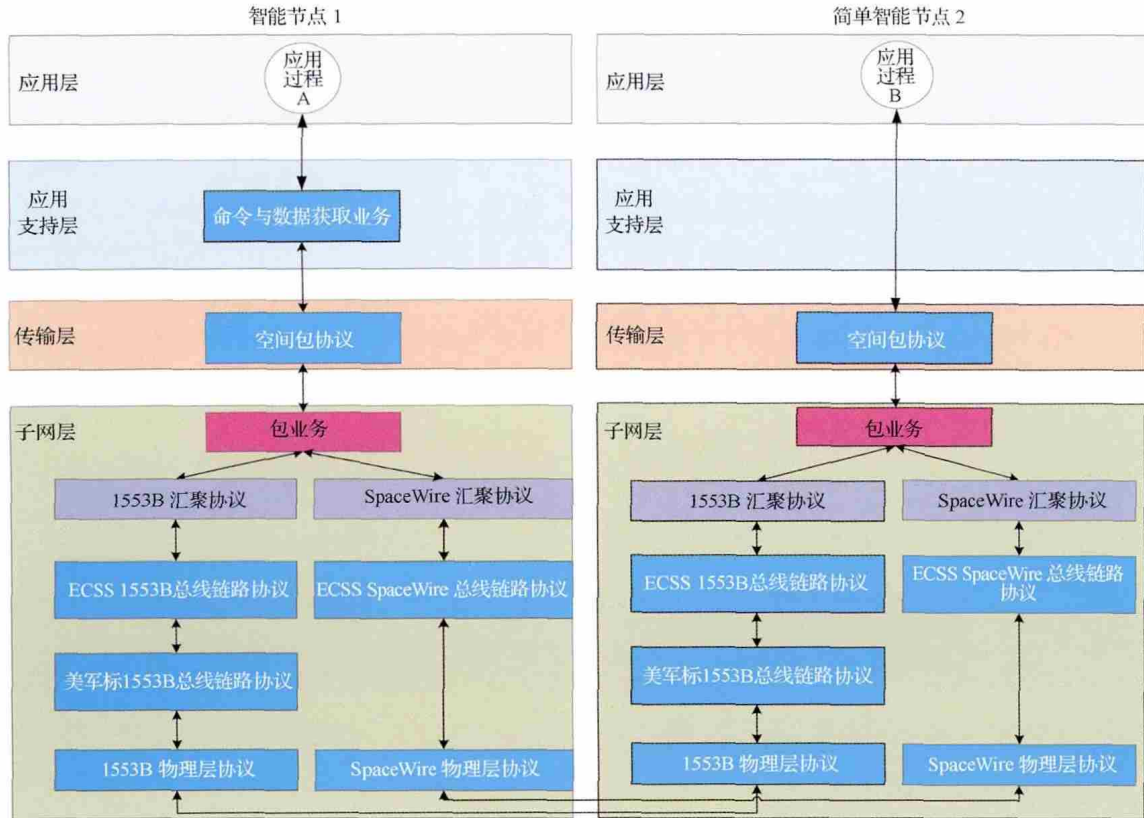 智能节点 1
应用层
应用
过程
A
应用
支持层
命令与数据获取业务
传输层
空间包协议
子网层
包业务
1553B 汇聚协议
SpaceWire 汇聚协议
ECSS 1553B总线链路协议
ECSS SpaceWire 总线链路协议
美军标1553B总线链路协议
1553B 物理层协议
SpaceWire 物理层协议
简单智能节点 2
应用层
应用
过程
B
应用
支持层
传输层
空间包协议
子网层
包业务
1553B 汇聚协议
SpaceWire 汇聚协议
ECSS 1553B总线链路协议
ECSS SpaceWire 总线链路
协议
美军标1553B总线链路协议
1553B 物理层协议
SpaceWire 物理层协议